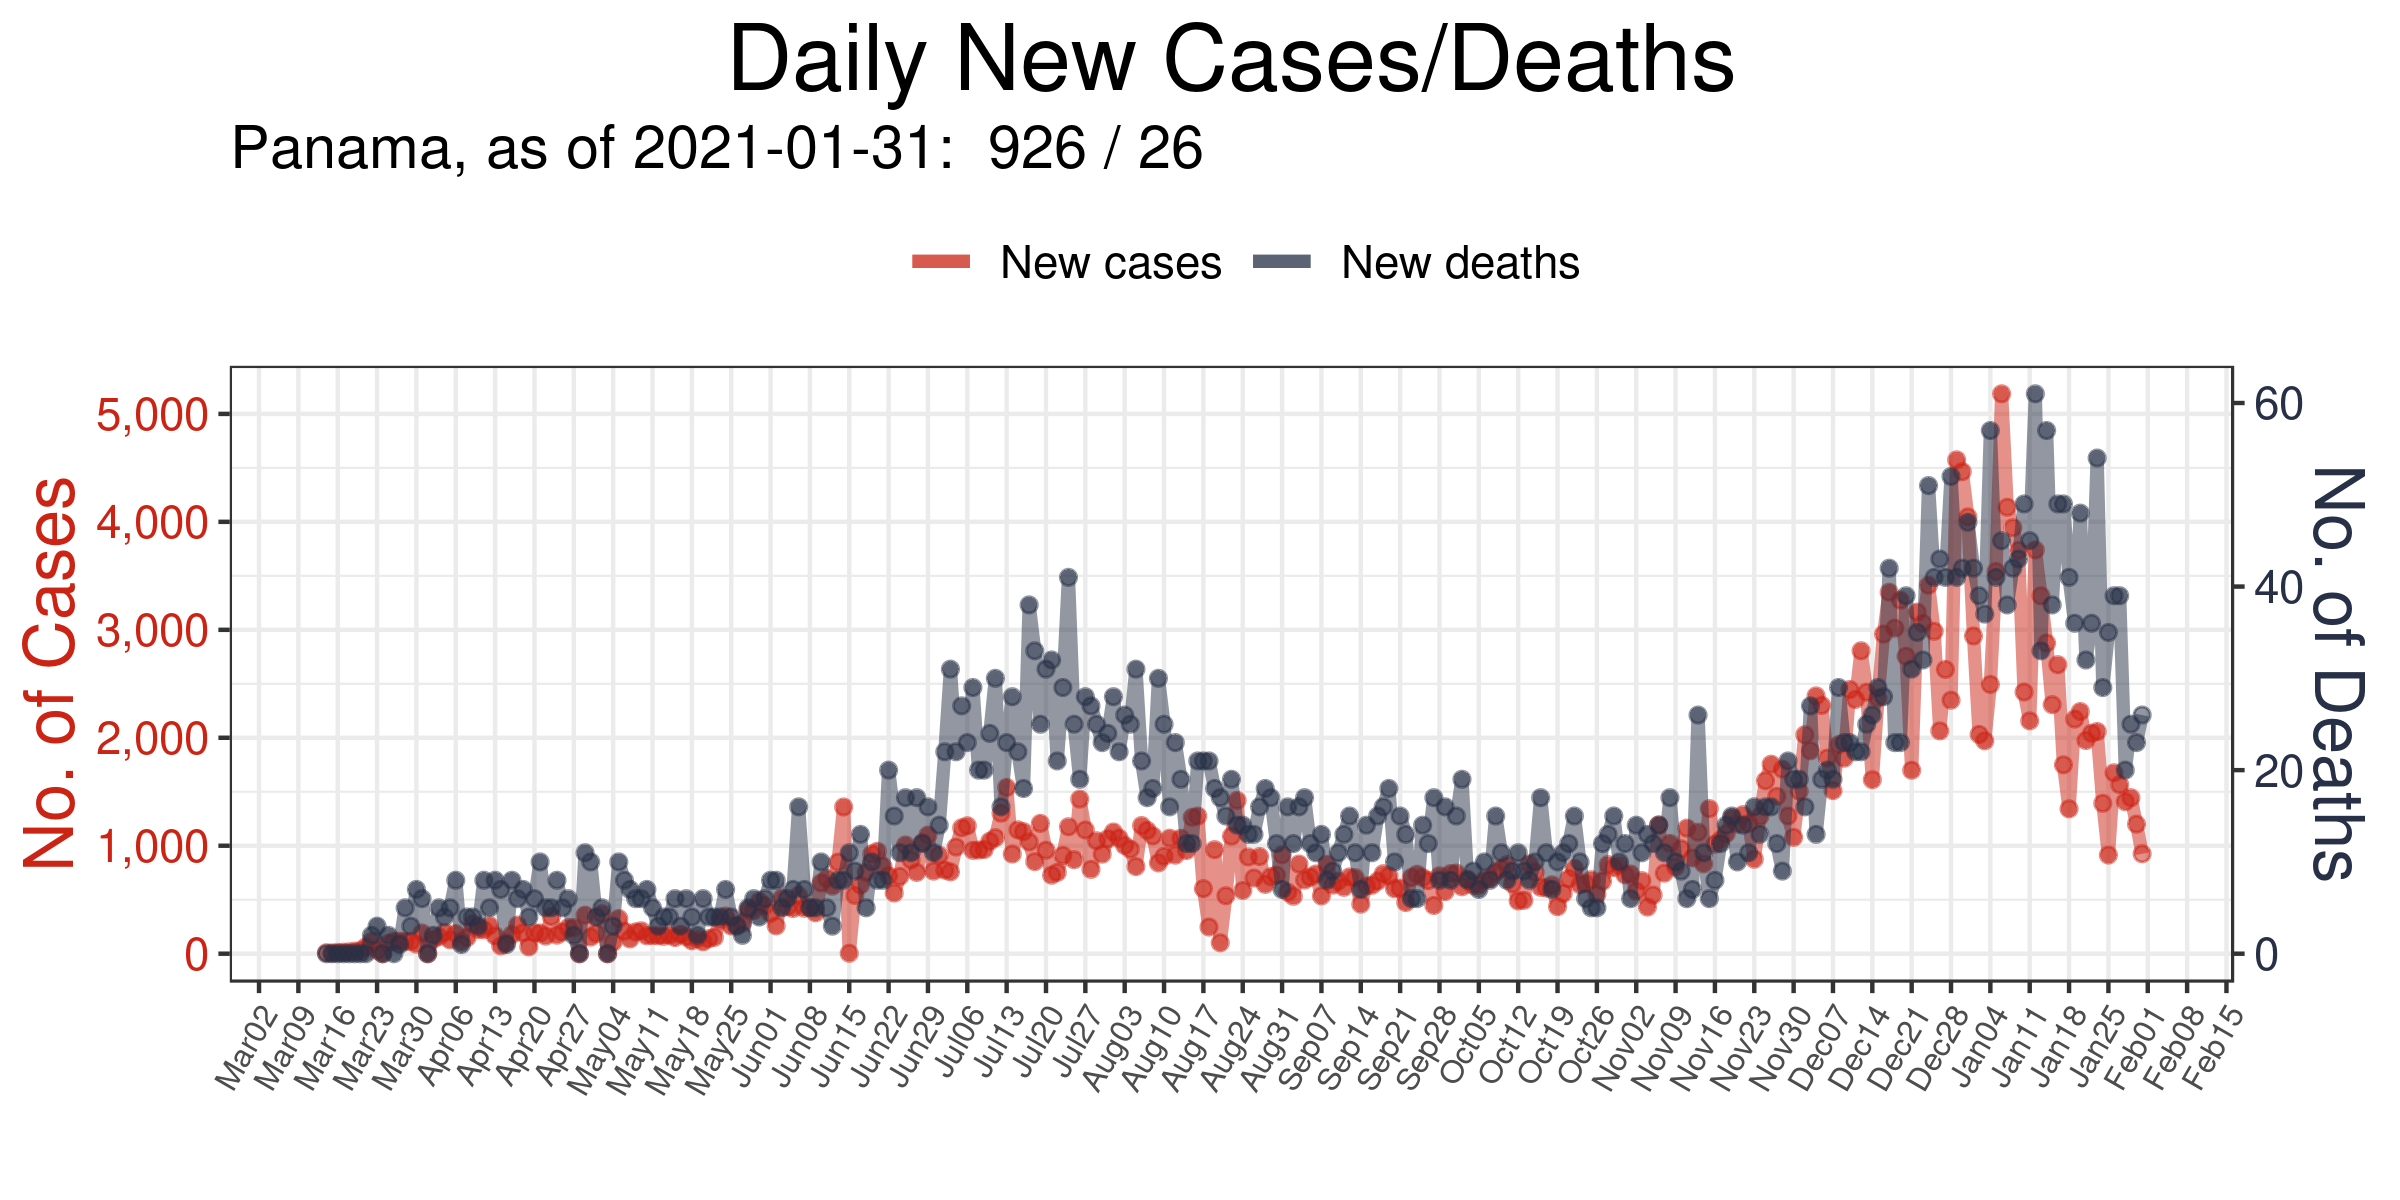 Daily New Cases/Deaths
Panama, as of 2021-01-31:  926 / 26
New cases
New deaths
No. of Cases
5,000
4,000
3,000
2,000
1,000
0
60
40
20
0
No. of Deaths
Mar02
Mar09
Mar16
Mar23
Mar30
Apr06
Apr13
Apr20
Apr27
May04
May11
May18
May25
Jun01
Jun08
Jun15
Jun22
Jun29
Jul06
Jul13
Jul20
Jul27
Aug03
Aug10
Aug17
Aug24
Aug31
Sep07
Sep14
Sep21
Sep28
Oct05
Oct12
Oct19
Oct26
Nov02
Nov09
Nov16
Nov23
Nov30
Dec07
Dec14
Dec21
Dec28
Jan04
Jan11
Jan18
Jan25
Feb01
Feb08
Feb15